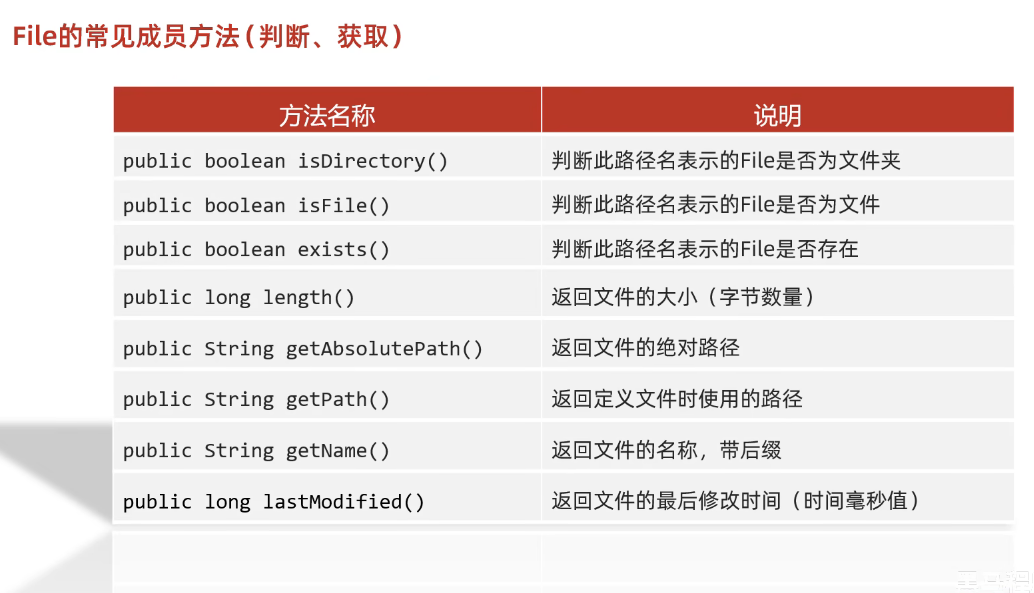 File的常见成员方法(判断、获取)
方法名称 说明
public boolean isDirectory() 判断此路径名表示的File是否为文件夹
public boolean isFile() 判断此路径名表示的File是否为文件
public boolean exists() 判断此路径名表示的File是否存在
public long length() 返回文件的大小（字节数量）
public String getAbsolutePath() 返回文件的绝对路径
public String getPath() 返回定义文件时使用的路径
public String getName() 返回文件的名称，带后缀
public long lastModified() 返回文件的最后修改时间（时间毫秒值）